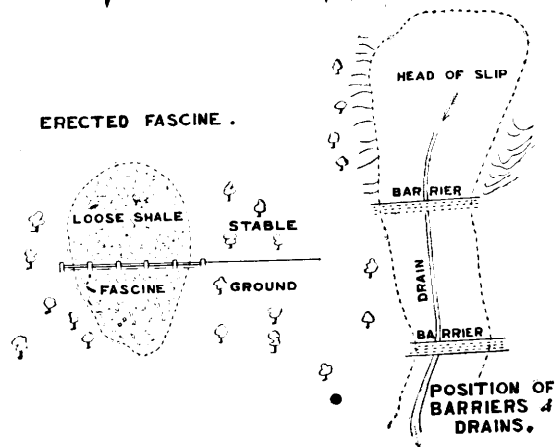 ERECTED FASCINE.
LOOSE SHALE
STABLE
FASCINE
GROUND
HEAD OF SLIP
BARRIER
DRAIN
BARRIER
POSITION OF
BARRIERS &
DRAINS.